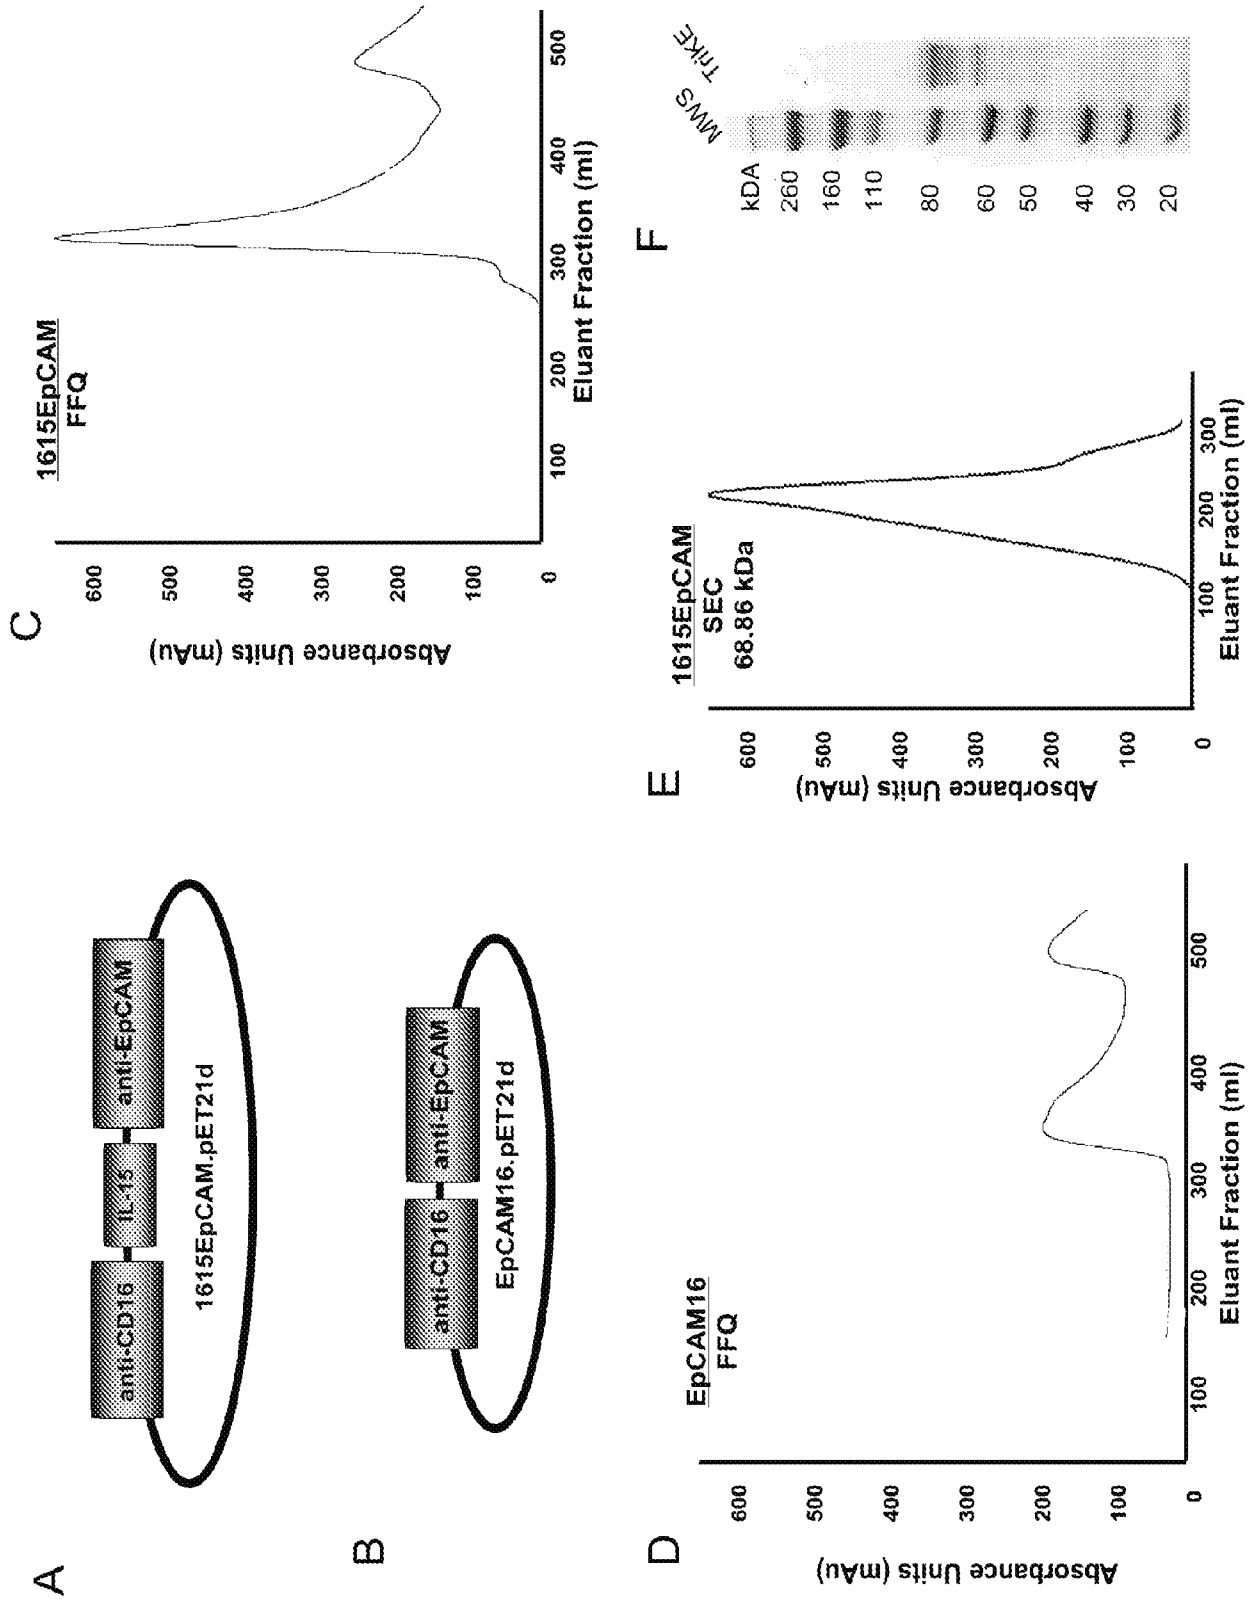 A
anti-CD16
IL-15
anti-EpCAM
1615EpCAM.pET21d
B
anti-CD16
anti-EpCAM
EpCAM16.pET21d
C
1615EpCAM
FFQ
Absorbance Units (mAu)
600
500
400
300
200
100
0
100
200
300
400
500
Eluant Fraction (ml)
D
EpCAM16
FFQ
Absorbance Units (mAu)
600
500
400
300
200
100
0
100
200
300
400
500
Eluant Fraction (ml)
E
1615EpCAM
SEC
68.86 kDa
Absorbance Units (mAu)
600
500
400
300
200
100
0
100
200
300
Eluant Fraction (ml)
F
MWS
TriKE
kDA
260
160
110
80
60
50
40
30
20